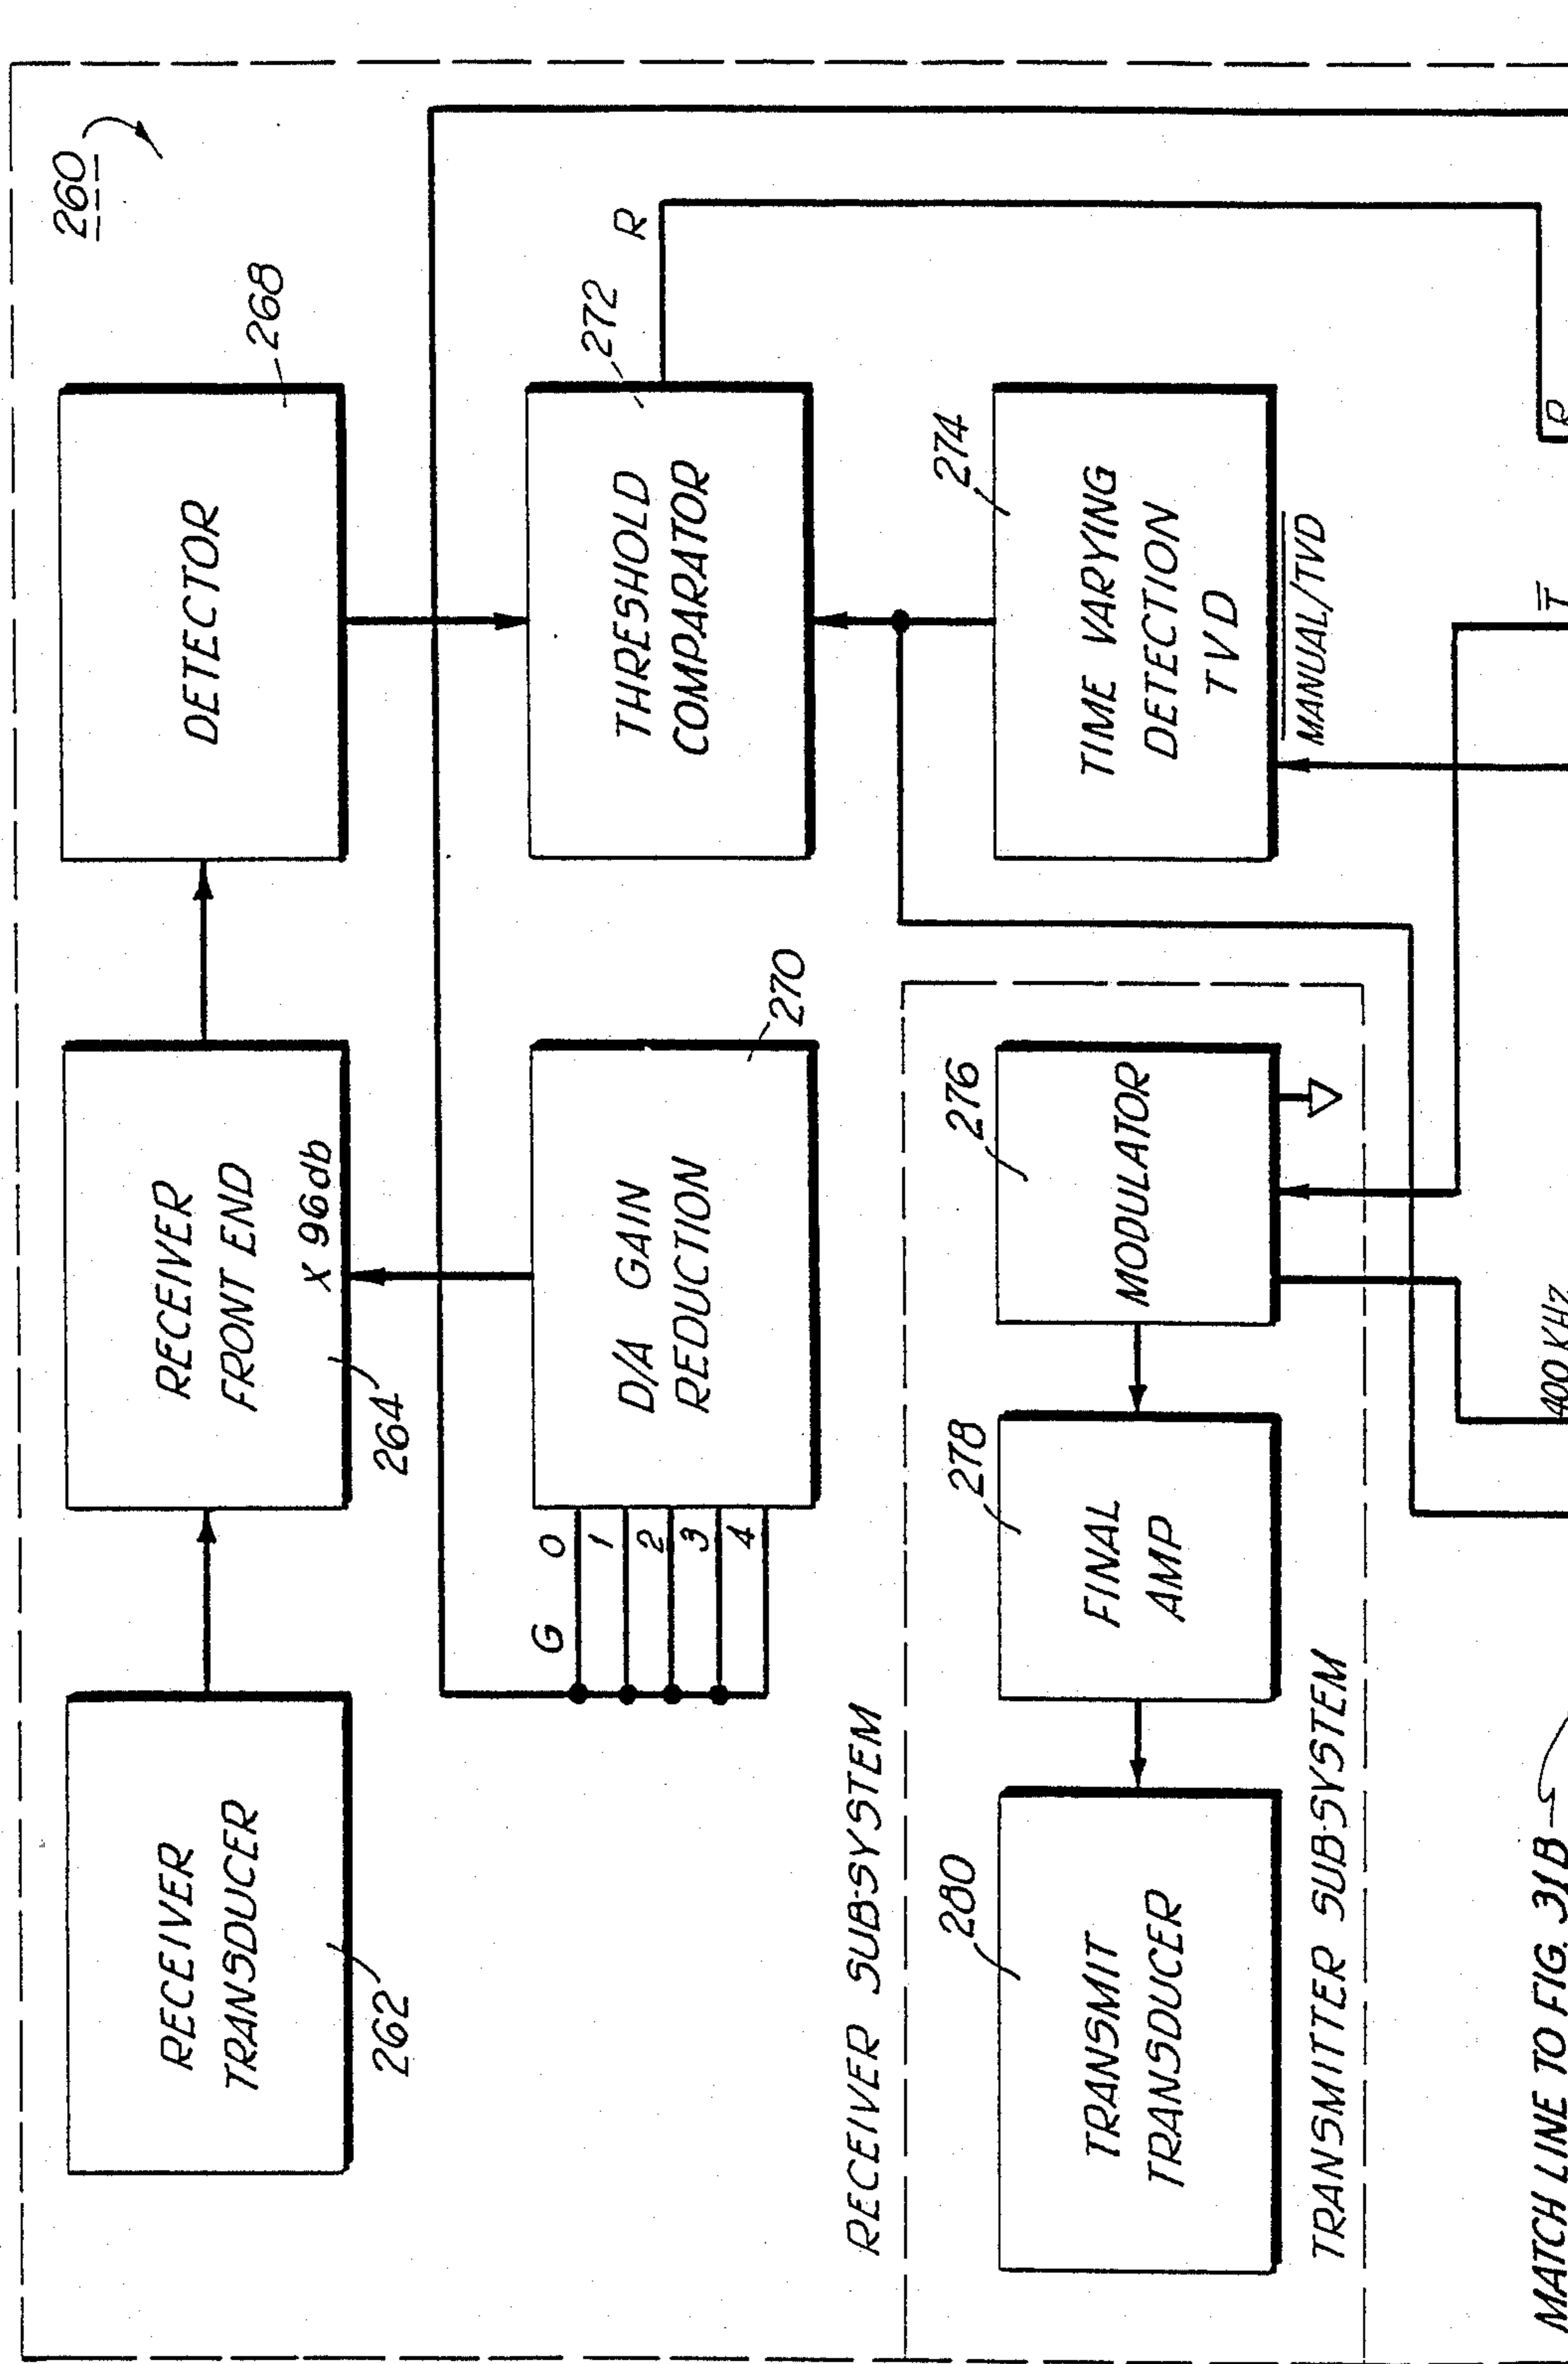 260
RECEIVER
TRANSDUCER
262
RECEIVER
FRONT END
X 96db
264
DETECTOR
268
G
0
1
2
3
4
D/A GAIN
REDUCTION
270
THRESHOLD
COMPARATOR
272
R
RECEIVER SUB-SYSTEM
280
TRANSMIT
TRANSDUCER
278
FINAL
AMP
276
MODULATOR
TRANSMITTER SUB-SYSTEM
274
TIME VARYING
DETECTION
TVD
MANUAL/TVD
MATCH LINE TO FIG. 31B
400 KHz
T̅
R